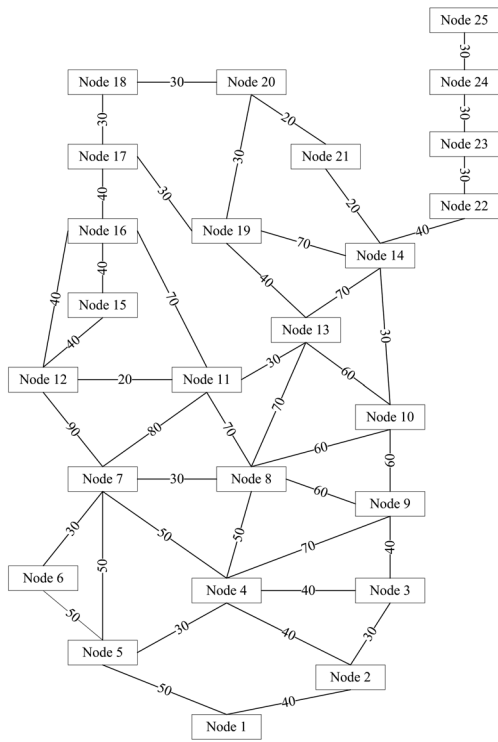 Node 25
30
Node 18
30
Node 20
Node 24
30
20
30
Node 17
30
Node 21
Node 23
40
30
20
30
Node 22
Node 16
Node 19
70
40
Node 14
40
40
70
40
70
Node 15
Node 13
40
30
30
60
Node 12
20
Node 11
70
Node 10
90
80
70
60
60
Node 7
30
Node 8
60
Node 9
30
50
50
50
70
40
Node 6
Node 4
40
Node 3
50
30
40
30
Node 5
Node 2
50
40
Node 1